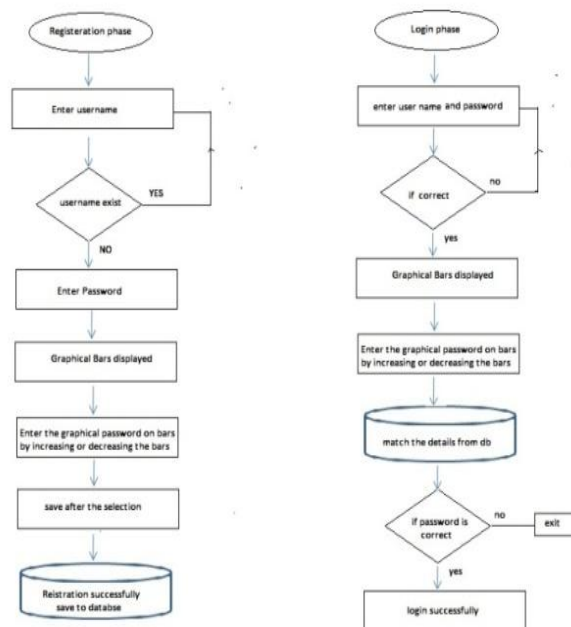 Registeration phase
Enter username
username exist
YES
NO
Enter Password
Graphical Bars displayed
Enter the graphical password on bars
by increasing or decreasing the bars
save after the selection
Reistration successfully
save to databse
Login phase
enter user name and password
if correct
no
yes
Graphical Bars displayed
Enter the graphical password on bars
by increasing or decreasing the bars
match the details from db
if password is
correct
no
exit
yes
login successfully